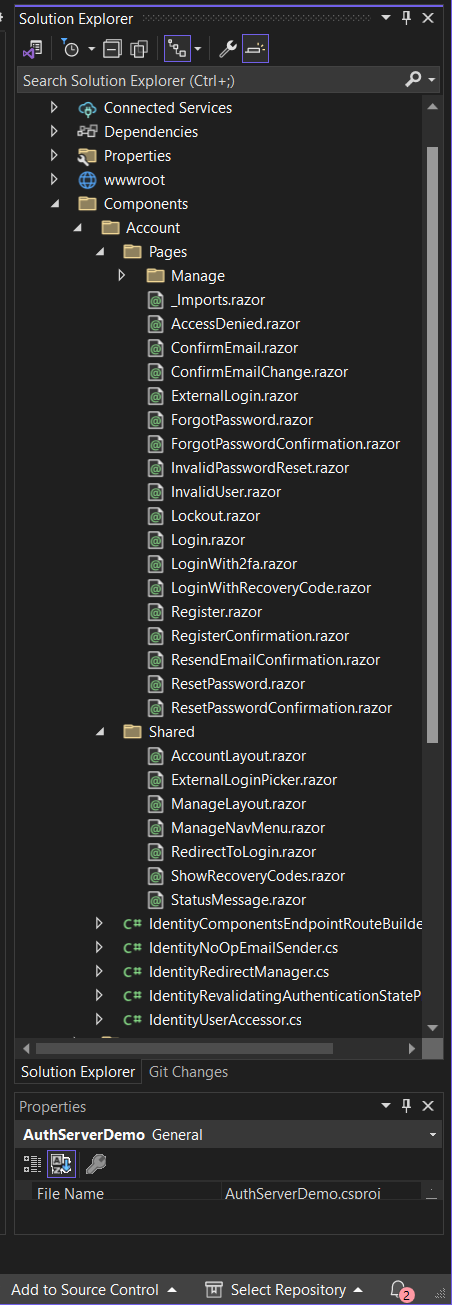 Solution Explorer
Search Solution Explorer (Ctrl+;)
Connected Services
Dependencies
Properties
wwwroot
Components
Account
Pages
Manage
_Imports.razor
AccessDenied.razor
ConfirmEmail.razor
ConfirmEmailChange.razor
ExternalLogin.razor
ForgotPassword.razor
ForgotPasswordConfirmation.razor
InvalidPasswordReset.razor
InvalidUser.razor
Lockout.razor
Login.razor
LoginWith2fa.razor
LoginWithRecoveryCode.razor
Register.razor
RegisterConfirmation.razor
ResendEmailConfirmation.razor
ResetPassword.razor
ResetPasswordConfirmation.razor
Shared
AccountLayout.razor
ExternalLoginPicker.razor
ManageLayout.razor
ManageNavMenu.razor
RedirectToLogin.razor
ShowRecoveryCodes.razor
StatusMessage.razor
C# IdentityComponentsEndpointRouteBuilde
C# IdentityNoOpEmailSender.cs
C# IdentityRedirectManager.cs
C# IdentityRevalidatingAuthenticationStateP
C# IdentityUserAccessor.cs
Solution Explorer Git Changes
Properties
AuthServerDemo General
File Name AuthServerDemo.csproj
Add to Source Control Select Repository 2